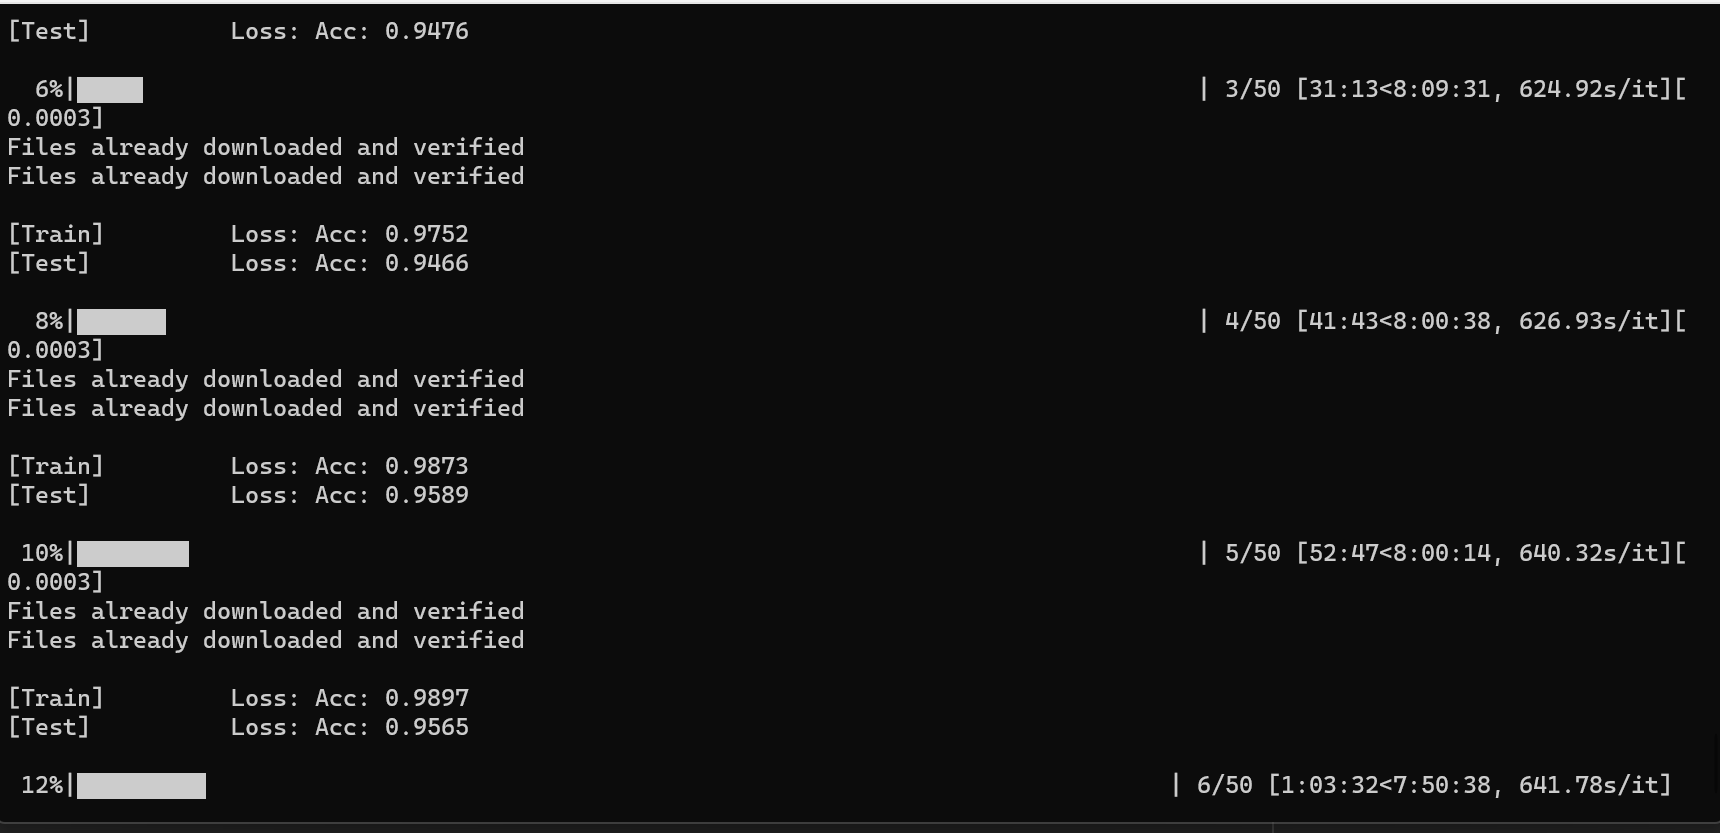 [Test] Loss: Acc: 0.9476
6%| | 3/50 [31:13<8:09:31, 624.92s/it][
0.0003]
Files already downloaded and verified
Files already downloaded and verified
[Train] Loss: Acc: 0.9752
[Test] Loss: Acc: 0.9466
8%| | 4/50 [41:43<8:00:38, 626.93s/it][
0.0003]
Files already downloaded and verified
Files already downloaded and verified
[Train] Loss: Acc: 0.9873
[Test] Loss: Acc: 0.9589
10%| | 5/50 [52:47<8:00:14, 640.32s/it][
0.0003]
Files already downloaded and verified
Files already downloaded and verified
[Train] Loss: Acc: 0.9897
[Test] Loss: Acc: 0.9565
12%| | 6/50 [1:03:32<7:50:38, 641.78s/it]